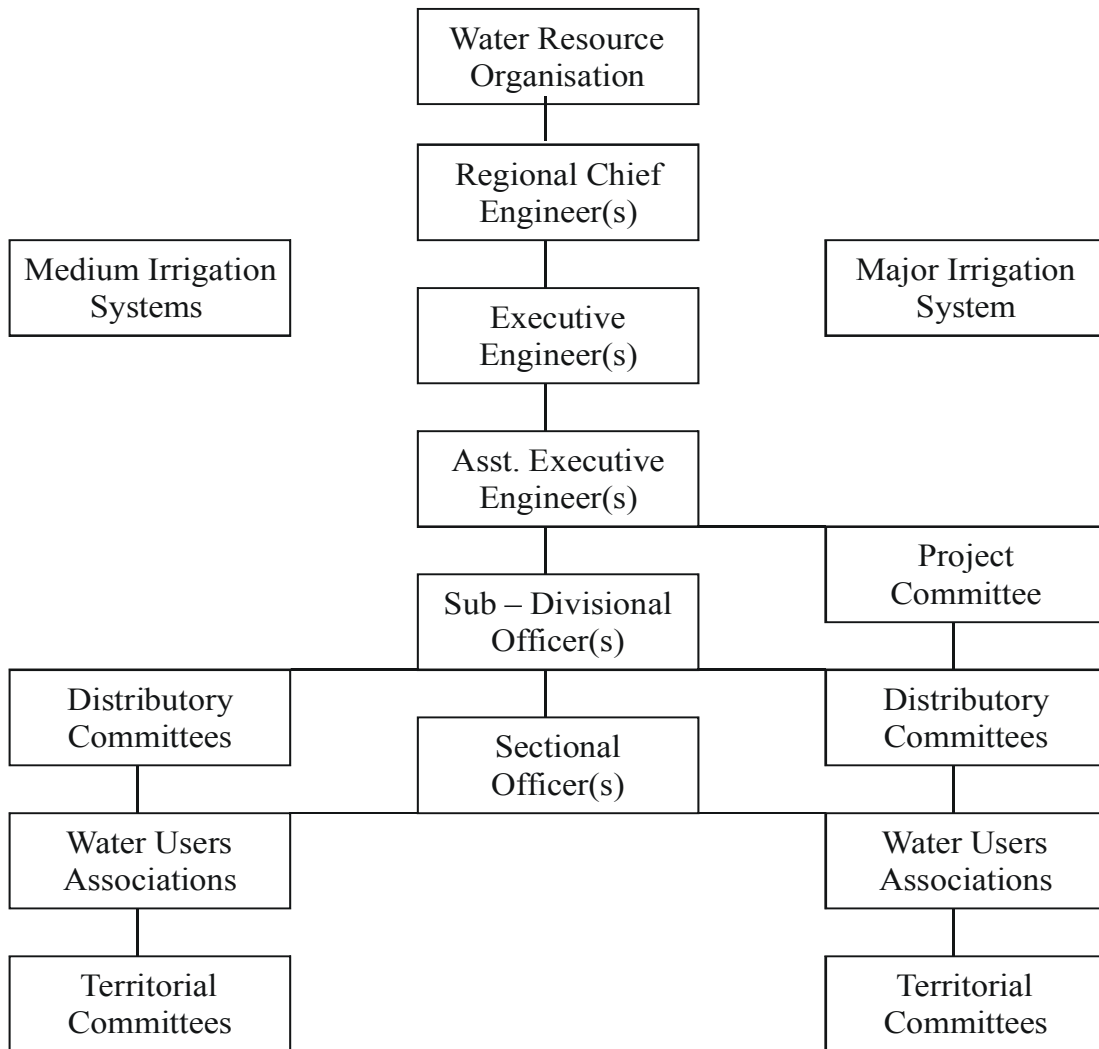 Water Resource
Organisation
Regional Chief
Engineer(s)
Medium Irrigation
Systems
Major Irrigation
System
Executive
Engineer(s)
Asst. Executive
Engineer(s)
Project
Committee
Sub – Divisional
Officer(s)
Distributory
Committees
Distributory
Committees
Sectional
Officer(s)
Water Users
Associations
Water Users
Associations
Territorial
Committees
Territorial
Committees